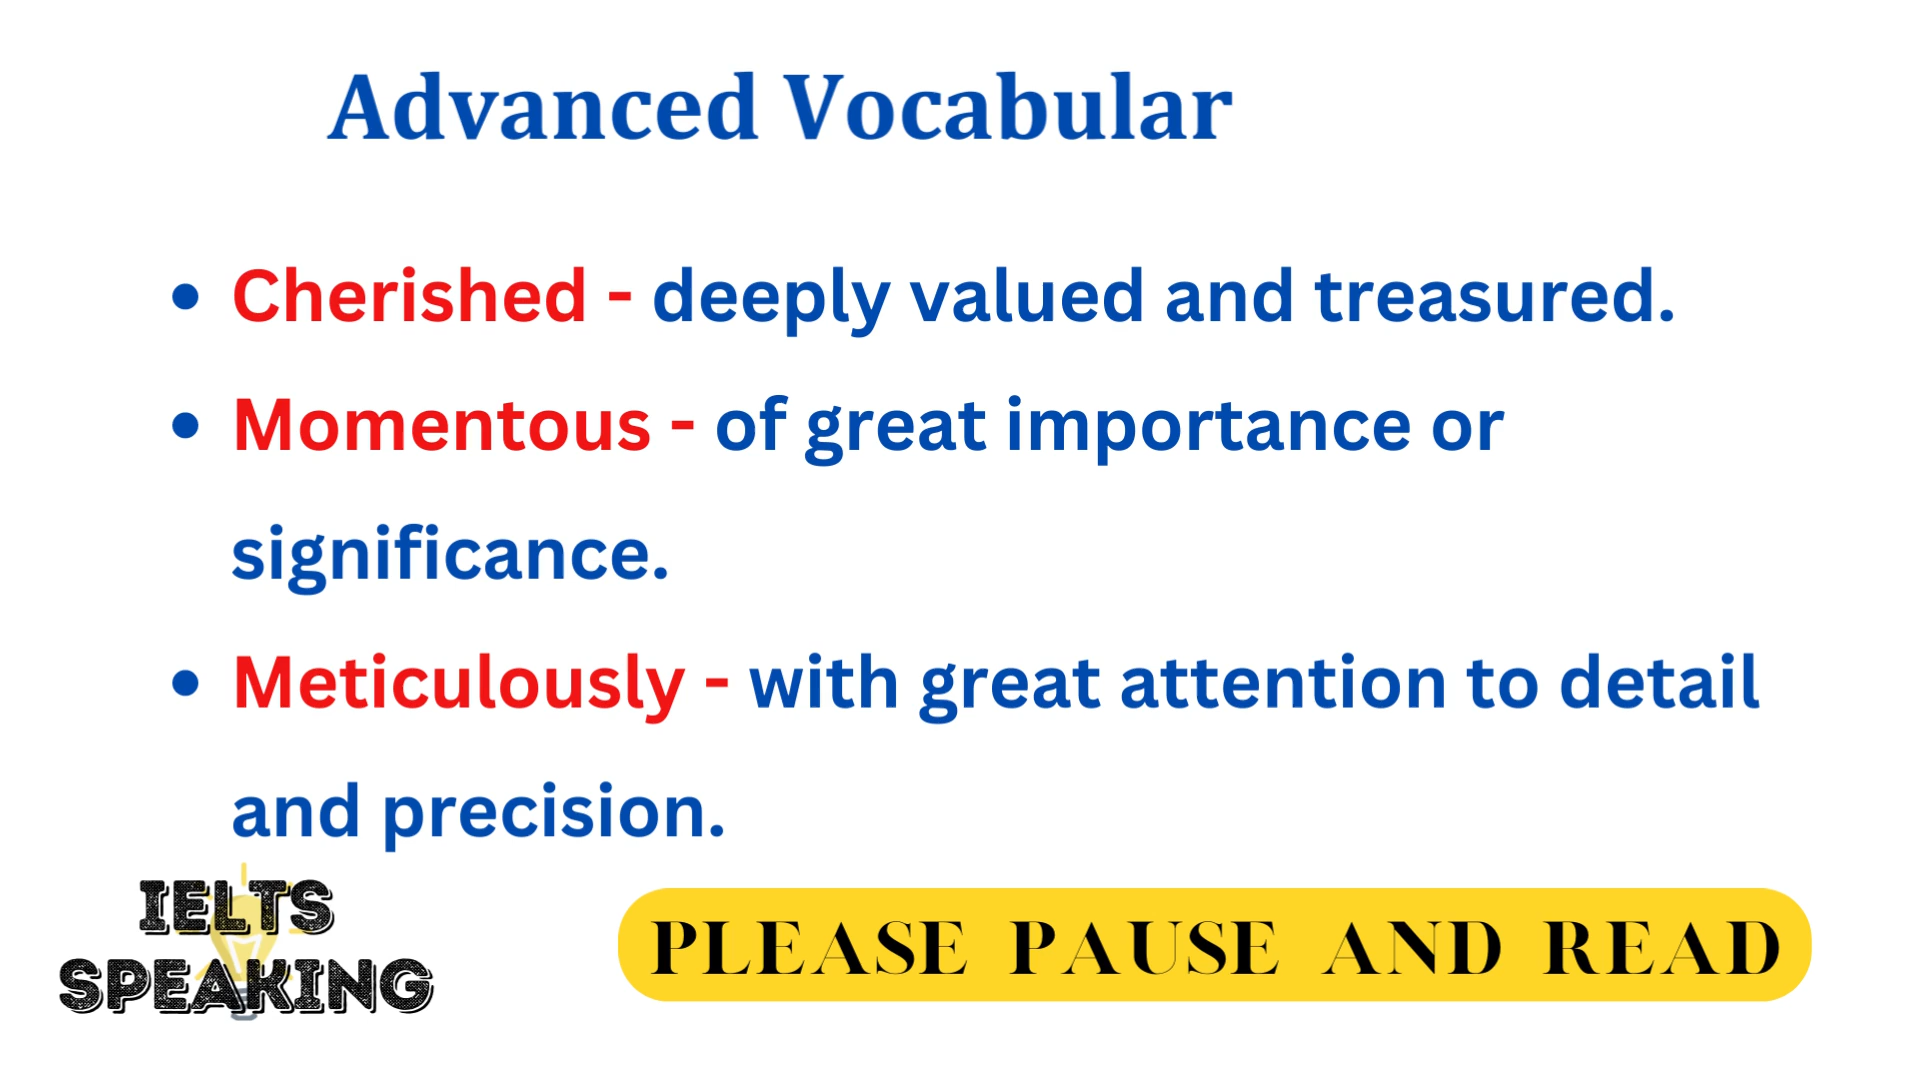 Advanced Vocabular
• Cherished - deeply valued and treasured.
• Momentous - of great importance or
significance.
• Meticulously - with great attention to detail
and precision.
IELTS
SPEAKING
PLEASE PAUSE AND READ